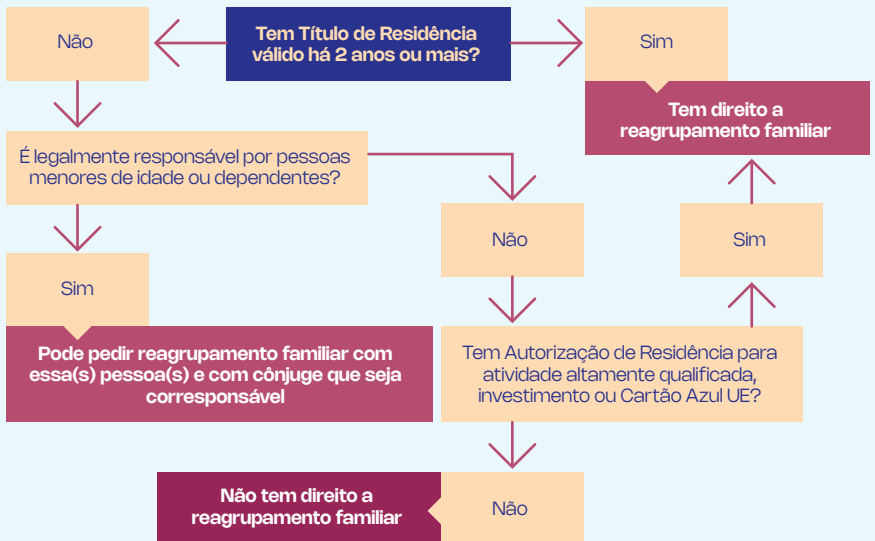 Não
Tem Título de Residência
válido há 2 anos ou mais?
Sim
Tem direito a
reagrupamento familiar
É legalmente responsável por pessoas
menores de idade ou dependentes?
Não
Sim
Sim
Pode pedir reagrupamento familiar com
essa(s) pessoa(s) e com cônjuge que seja
corresponsável
Tem Autorização de Residência para
atividade altamente qualificada,
investimento ou Cartão Azul UE?
Não tem direito a
reagrupamento familiar
Não